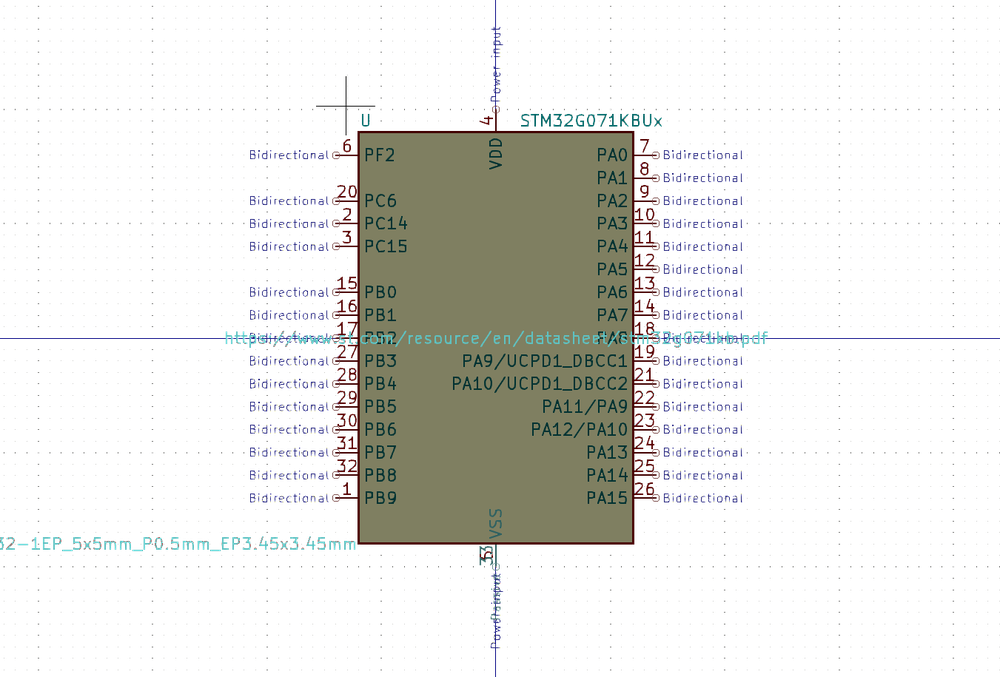 Power input
4
U STM32G071KBUx
VDD
Bidirectional 6 PF2 PA0 7 Bidirectional
PA1 8 Bidirectional
Bidirectional 20 PC6 PA2 9 Bidirectional
Bidirectional 2 PC14 PA3 10 Bidirectional
Bidirectional 3 PC15 PA4 11 Bidirectional
PA5 12 Bidirectional
Bidirectional 15 PB0 PA6 13 Bidirectional
Bidirectional 16 PB1 PA7 14 Bidirectional
Bidirectional 17 PB2 PA8 18 Bidirectional
https://www.st.com/resource/en/datasheet/stm32g071kb.pdf
Bidirectional 27 PB3 PA9/UCPD1_DBCC1 19 Bidirectional
Bidirectional 28 PB4 PA10/UCPD1_DBCC2 21 Bidirectional
Bidirectional 29 PB5 PA11/PA9 22 Bidirectional
Bidirectional 30 PB6 PA12/PA10 23 Bidirectional
Bidirectional 31 PB7 PA13 24 Bidirectional
Bidirectional 32 PB8 PA14 25 Bidirectional
Bidirectional 1 PB9 PA15 26 Bidirectional
VSS
32-1EP_5x5mm_P0.5mm_EP3.45x3.45mm
Power input